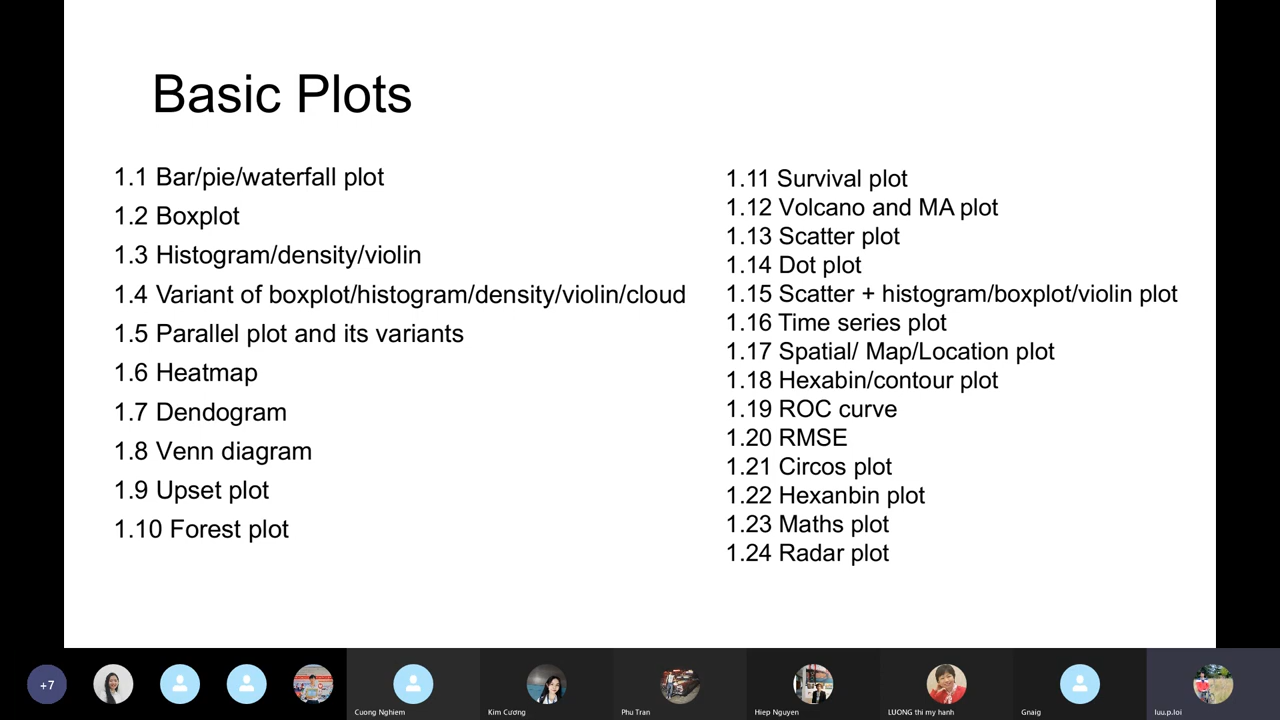 Basic Plots
1.1 Bar/pie/waterfall plot
1.2 Boxplot
1.3 Histogram/density/violin
1.4 Variant of boxplot/histogram/density/violin/cloud
1.5 Parallel plot and its variants
1.6 Heatmap
1.7 Dendogram
1.8 Venn diagram
1.9 Upset plot
1.10 Forest plot
1.11 Survival plot
1.12 Volcano and MA plot
1.13 Scatter plot
1.14 Dot plot
1.15 Scatter + histogram/boxplot/violin plot
1.16 Time series plot
1.17 Spatial/ Map/Location plot
1.18 Hexabin/contour plot
1.19 ROC curve
1.20 RMSE
1.21 Circos plot
1.22 Hexanbin plot
1.23 Maths plot
1.24 Radar plot
+7
Cuong Nghiem
Kim Cương
Phu Tran
Hiep Nguyen
LUONG thi my hanh
Gnaig
luu.p.loi